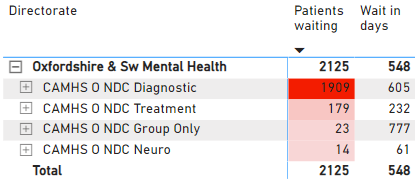 Directorate Patients waiting Wait in days
Oxfordshire & Sw Mental Health 2125 548
CAMHS O NDC Diagnostic 1909 605
CAMHS O NDC Treatment 179 232
CAMHS O NDC Group Only 23 777
CAMHS O NDC Neuro 14 61
Total 2125 548